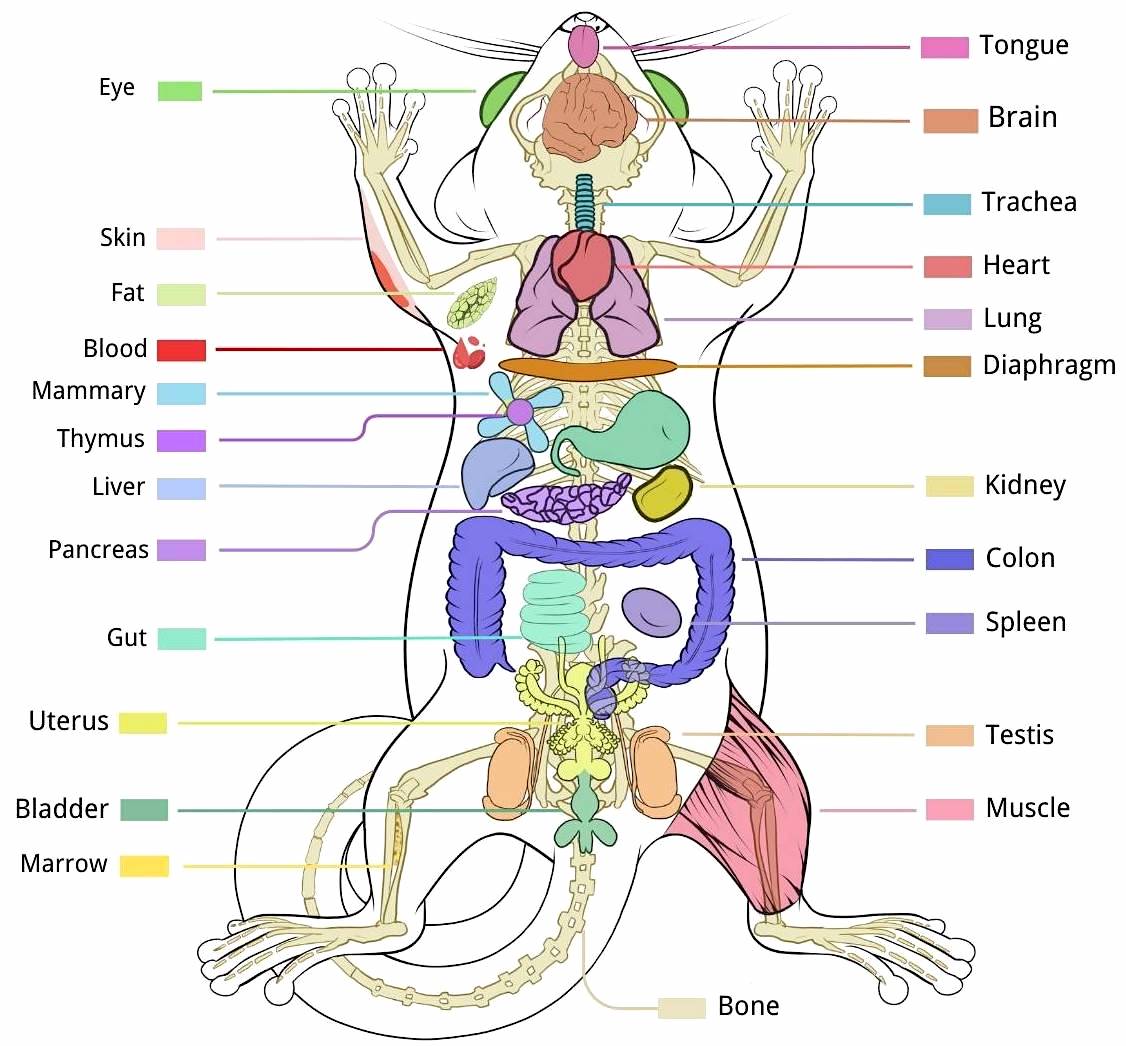 Tongue
Eye
Brain
Trachea
Skin
Heart
Fat
Lung
Blood
Diaphragm
Mammary
Thymus
Liver
Kidney
Pancreas
Colon
Spleen
Gut
Uterus
Testis
Bladder
Muscle
Marrow
Bone